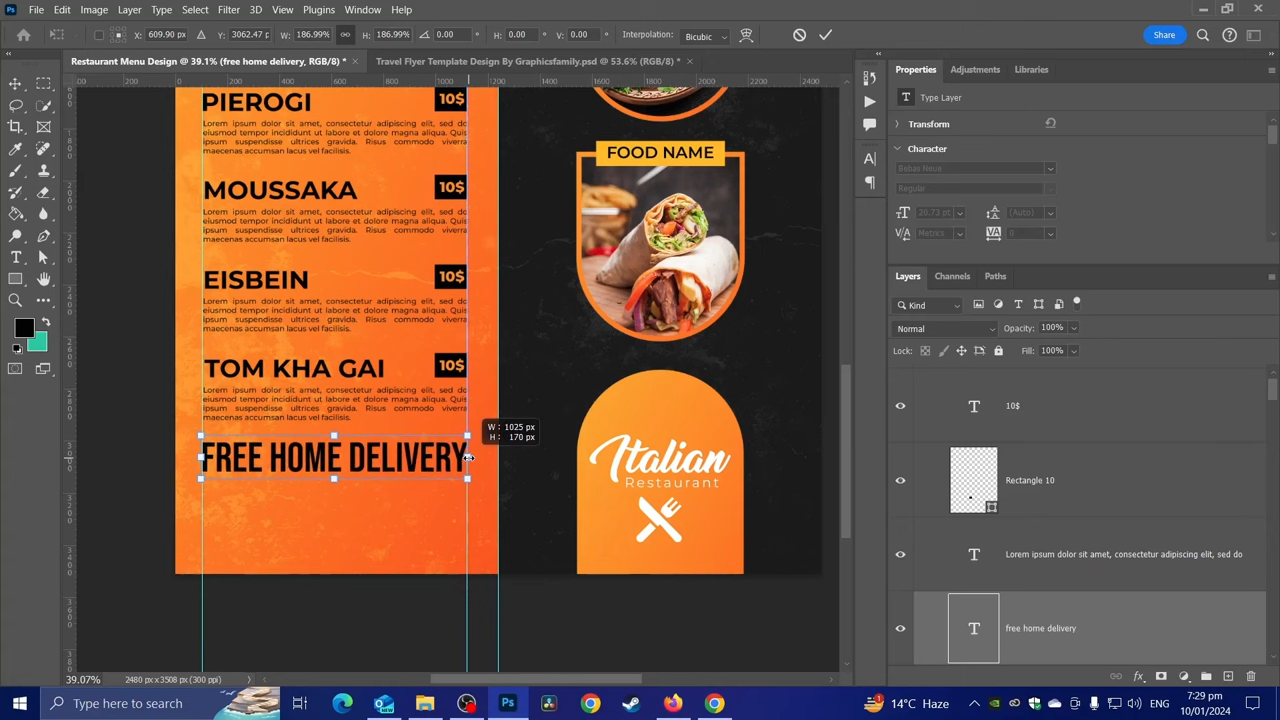 File Edit Image Layer Type Select Filter 3D View Plugins Window Help
X: 609.90 px Y: 3062.47 p W: 186.99% H: 186.99% 0.00 ° H: 0.00 ° V: 0.00 ° Interpolation: Bicubic Share
Restaurant Menu Design @ 39.1% (free home delivery, RGB/8) * Travel Flyer Template Design By Graphicsfamily.psd @ 53.6% (RGB/8) *
PIEROGI 10$
Lorem ipsum dolor sit amet, consectetur adipiscing elit, sed do
eiusmod tempor incididunt ut labore et dolore magna aliqua. Quis
ipsum suspendisse ultrices gravida. Risus commodo viverra
maecenas accumsan lacus vel facilisis.
MOUSSAKA 10$
Lorem ipsum dolor sit amet, consectetur adipiscing elit, sed do
eiusmod tempor incididunt ut labore et dolore magna aliqua. Quis
ipsum suspendisse ultrices gravida. Risus commodo viverra
maecenas accumsan lacus vel facilisis.
EISBEIN 10$
Lorem ipsum dolor sit amet, consectetur adipiscing elit, sed do
eiusmod tempor incididunt ut labore et dolore magna aliqua. Quis
ipsum suspendisse ultrices gravida. Risus commodo viverra
maecenas accumsan lacus vel facilisis.
TOM KHA GAI 10$
Lorem ipsum dolor sit amet, consectetur adipiscing elit, sed do
eiusmod tempor incididunt ut labore et dolore magna aliqua. Quis
ipsum suspendisse ultrices gravida. Risus commodo viverra
maecenas accumsan lacus vel facilisis.
FREE HOME DELIVERY
W: 1025 px
H: 170 px
FOOD NAME
Italian
Restaurant
Properties Adjustments Libraries
Type Layer
Transform
Character
Bebas Neue
Regular
20.73 pt (Auto)
Metrics 0
Layers Channels Paths
Kind
Normal Opacity: 100%
Lock: Fill: 100%
10$
Rectangle 10
Lorem ipsum dolor sit amet, consectetur adipiscing elit, sed do
free home delivery
39.07% 2480 px x 3508 px (300 ppi)
Type here to search 14°C Haze 7:29 pm
10/01/2024